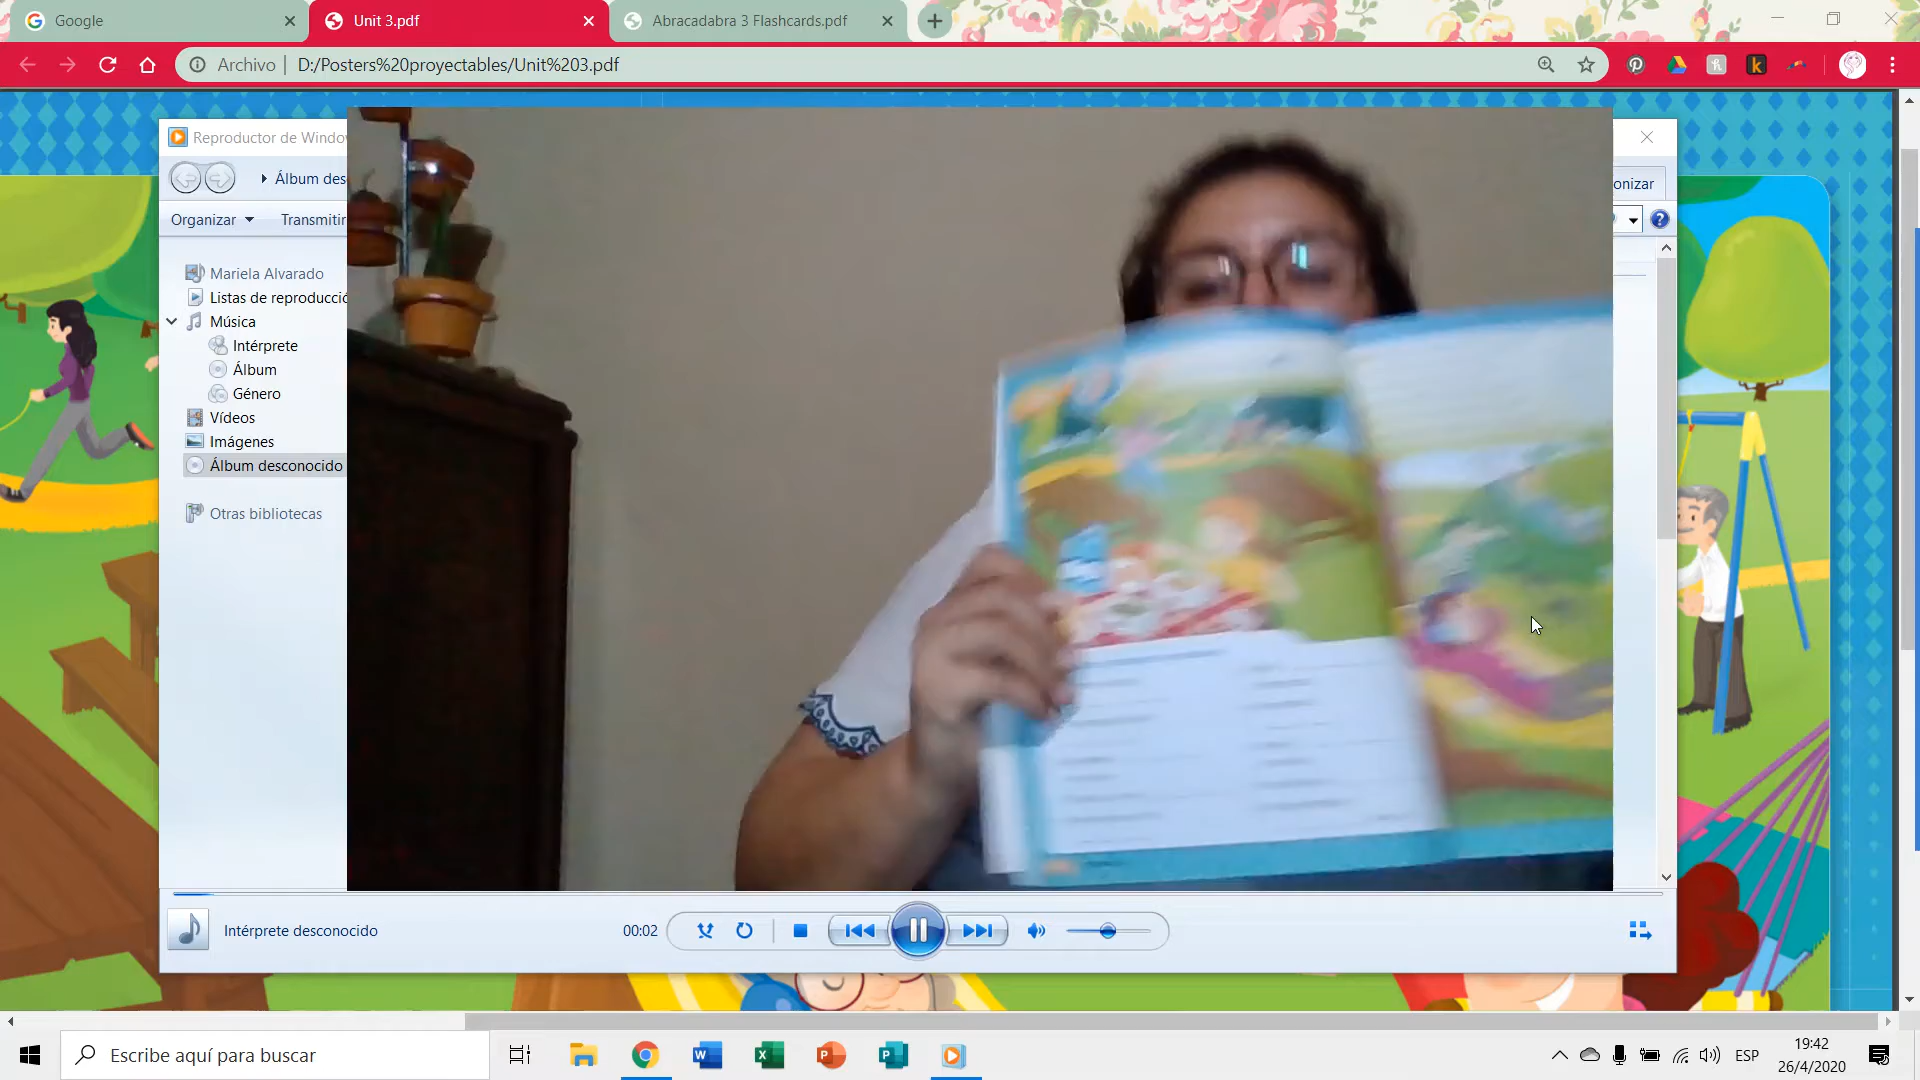 Google
Unit 3.pdf
Abracadabra 3 Flashcards.pdf
Archivo | D:/Posters%20proyectables/Unit%203.pdf
Reproductor de Windo
Álbum des
onizar
Organizar
Transmitir
Mariela Alvarado
Listas de reproducció
Música
Intérprete
Álbum
Género
Vídeos
Imágenes
Álbum desconocido
Otras bibliotecas
Intérprete desconocido
00:02
Escribe aquí para buscar
ESP
19:42
26/4/2020